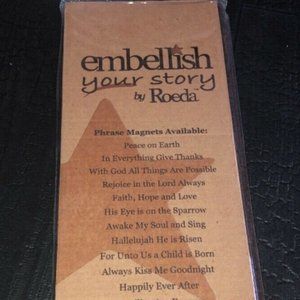 embellish
your story
by Roeda
Phrase Magnets Available:
Peace on Earth
In Everything Give Thanks
With God All Things Are Possible
Rejoice in the Lord Always
Faith, Hope and Love
His Eye is on the Sparrow
Awake My Soul and Sing
Hallelujah He is Risen
For Unto Us a Child is Born
Always Kiss Me Goodnight
Happily Ever After